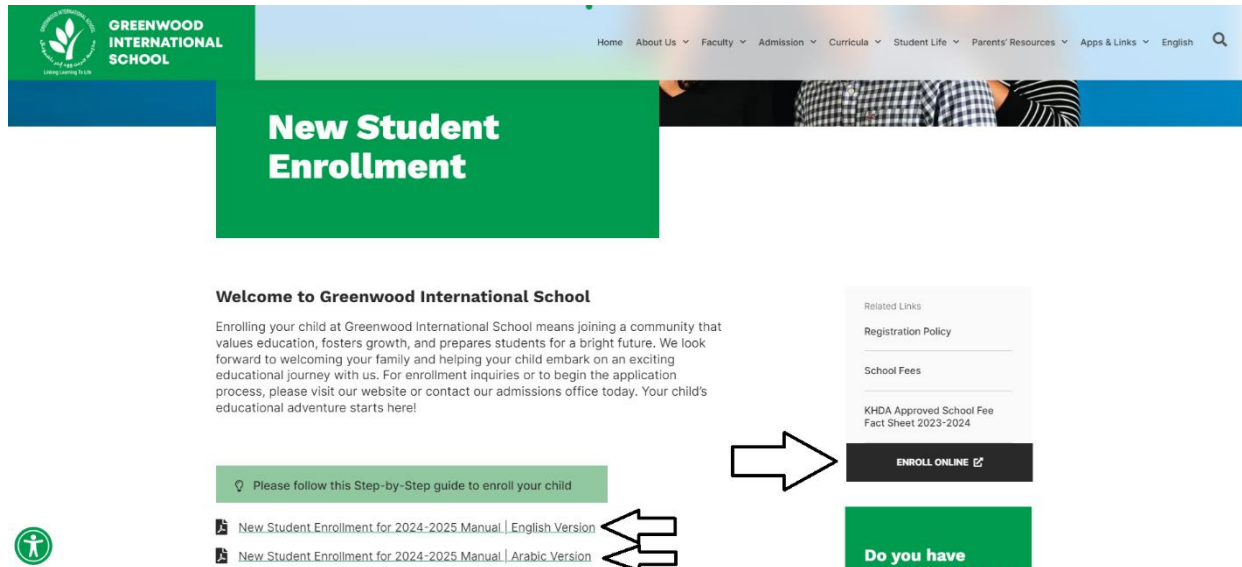 GREENWOOD
INTERNATIONAL
SCHOOL
Linking Learning To Life
Home About Us Faculty Admission Curricula Student Life Parents' Resources Apps & Links English
New Student
Enrollment
Welcome to Greenwood International School
Enrolling your child at Greenwood International School means joining a community that
values education, fosters growth, and prepares students for a bright future. We look
forward to welcoming your family and helping your child embark on an exciting
educational journey with us. For enrollment inquiries or to begin the application
process, please visit our website or contact our admissions office today. Your child's
educational adventure starts here!
Please follow this Step-by-Step guide to enroll your child
New Student Enrollment for 2024-2025 Manual | English Version
New Student Enrollment for 2024-2025 Manual | Arabic Version
Related Links
Registration Policy
School Fees
KHDA Approved School Fee
Fact Sheet 2023-2024
ENROLL ONLINE
Do you have